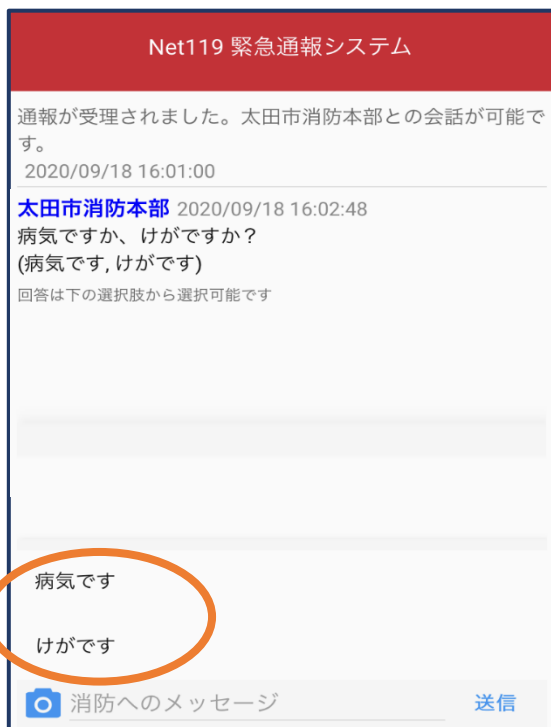 Net119 緊急通報システム
通報が受理されました。太田市消防本部との会話が可能で
す。
2020/09/18 16:01:00
太田市消防本部 2020/09/18 16:02:48
病気ですか、けがですか？
(病気です, けがです)
回答は下の選択肢から選択可能です
病気です
けがです
消防へのメッセージ 送信